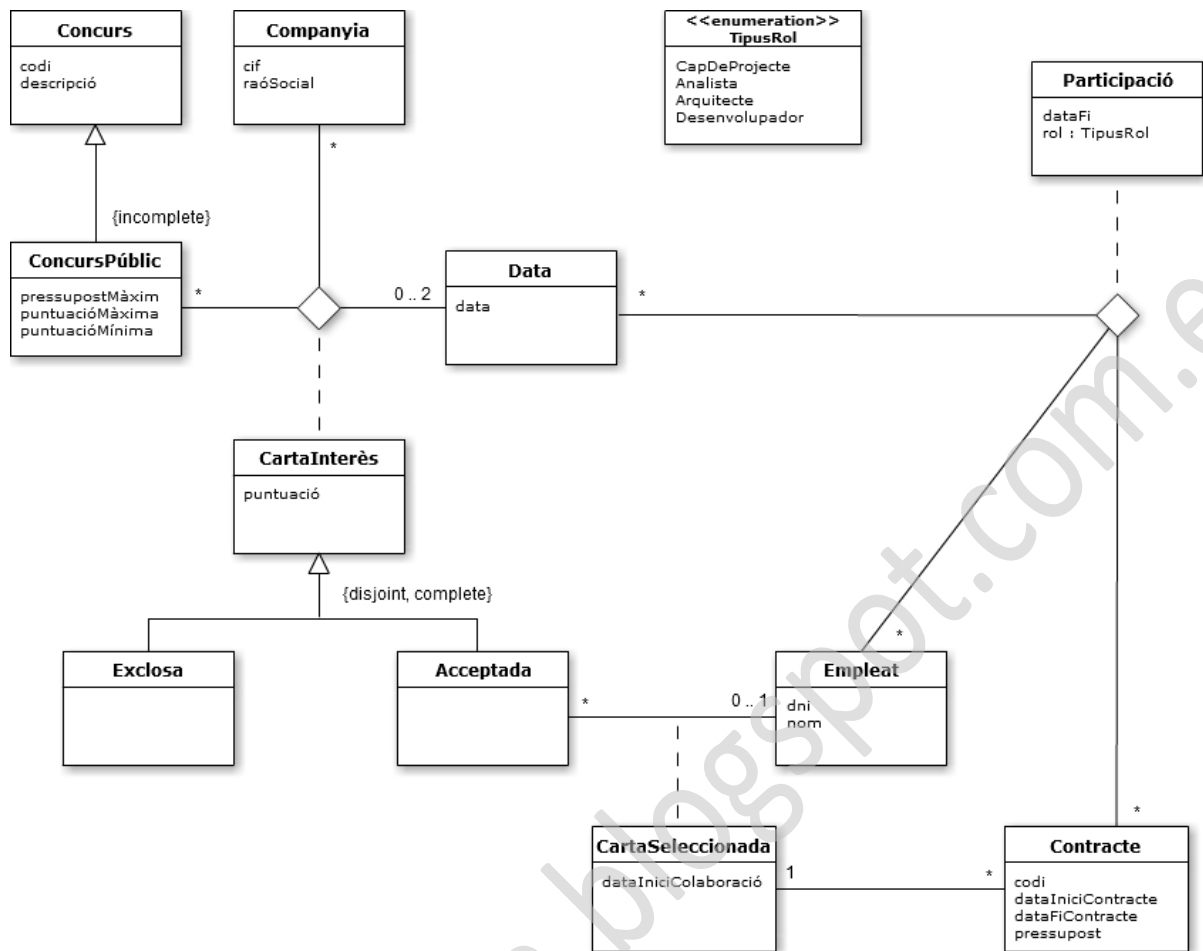 Concurs
codi
descripció
Companyia
cif
raóSocial
<<enumeration>>
TipusRol
CapDeProjecte
Analista
Arquitecte
Desenvolupador
Participació
dataFi
rol : TipusRol
*
{incomplete}
ConcursPúblic
pressupostMàxim
puntuacióMàxima
puntuacióMínima
*
0 .. 2
Data
data
*
CartaInterès
puntuació
{disjoint, complete}
Exclosa
Acceptada
*
0 .. 1
Empleat
dni
nom
*
CartaSeleccionada
dataIniciColaboració
1
*
*
Contracte
codi
dataIniciContracte
dataFiContracte
pressupost
blogspot.com.e